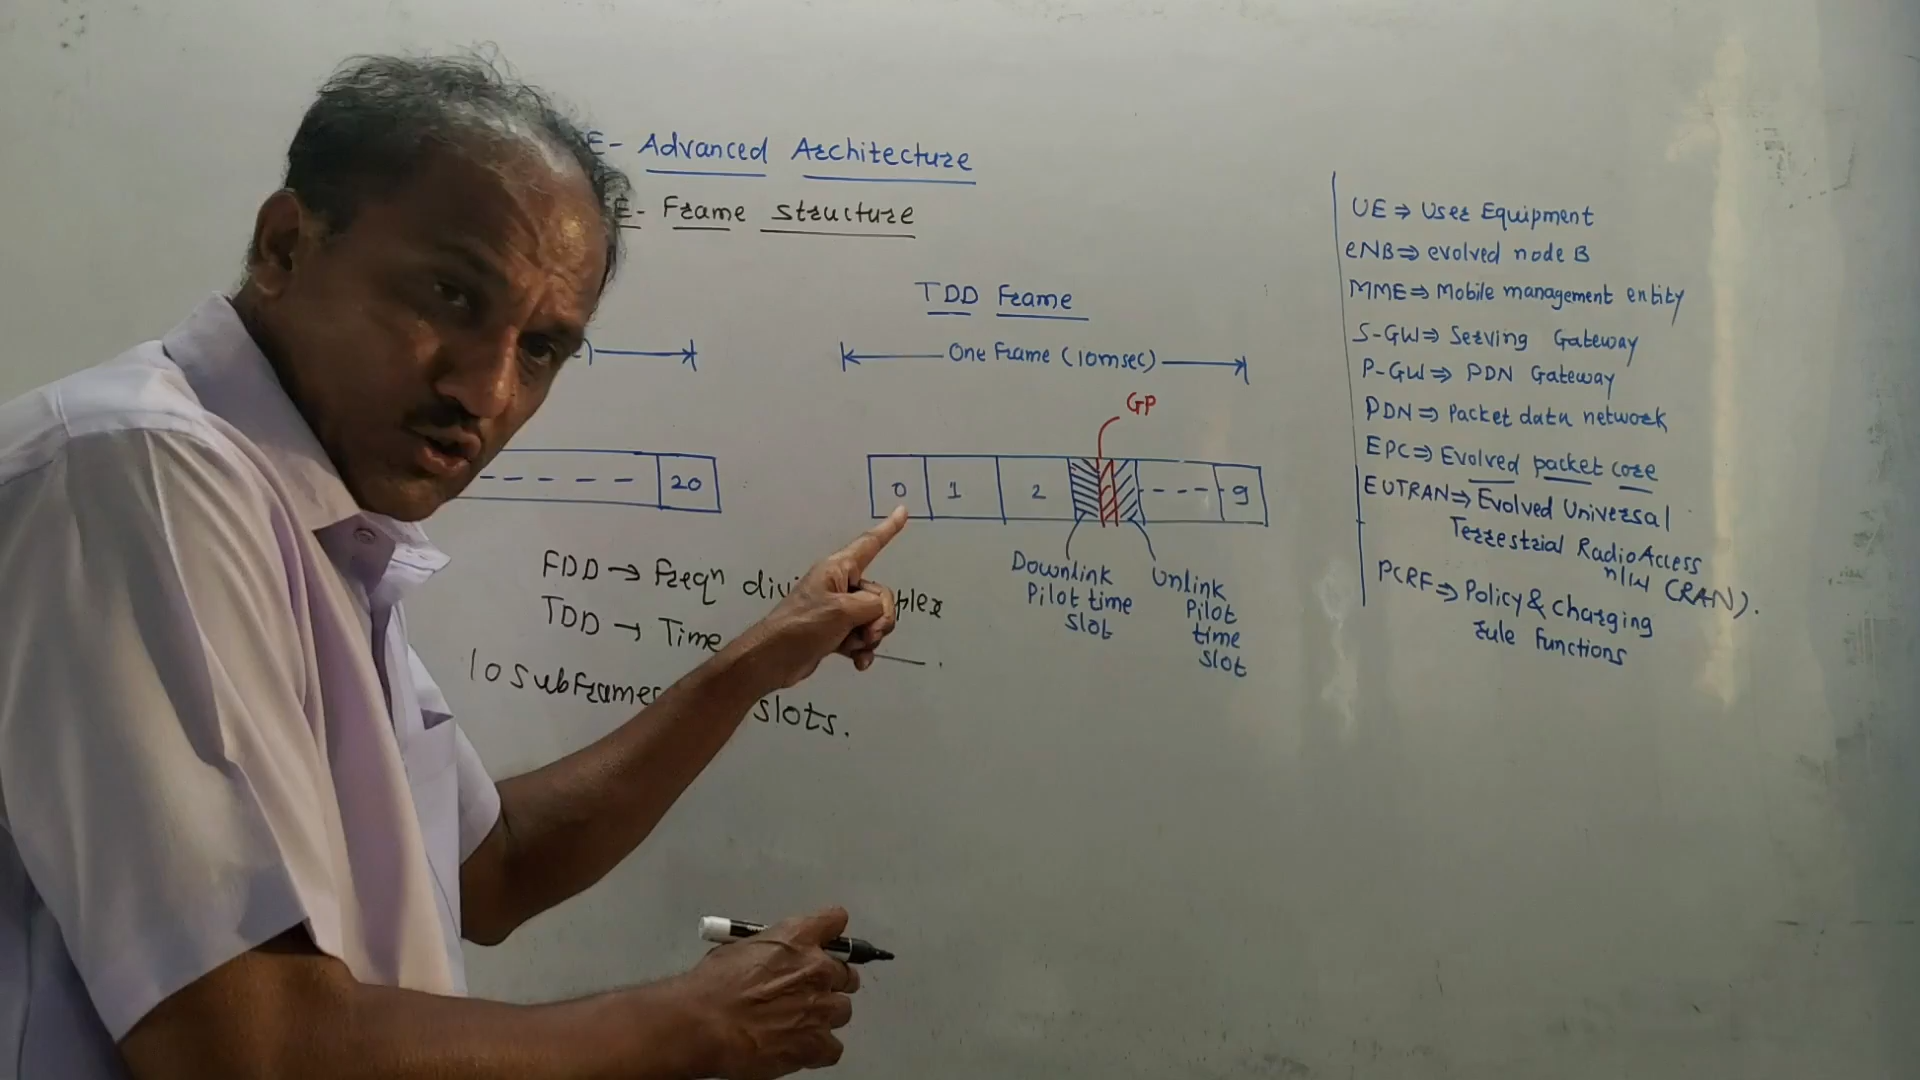 E- Advanced Architecture
E- Frame structure
TDD Frame
One Frame (10msec)
GP
20
0 1 2 - - - 9
Downlink
Pilot time
slot
Unlink
Pilot
time
slot
FDD → Freqn divi plex
TDD → Time
10 Subframes slots.
UE ⇒ User Equipment
eNB ⇒ evolved node B
MME ⇒ Mobile management entity
S-GW ⇒ Serving Gateway
P-GW ⇒ PDN Gateway
PDN ⇒ Packet data network
EPC ⇒ Evolved packet core
EUTRAN ⇒ Evolved Universal
Terrestrial Radio Access
n/w (RAN).
PCRF ⇒ Policy & charging
rule functions